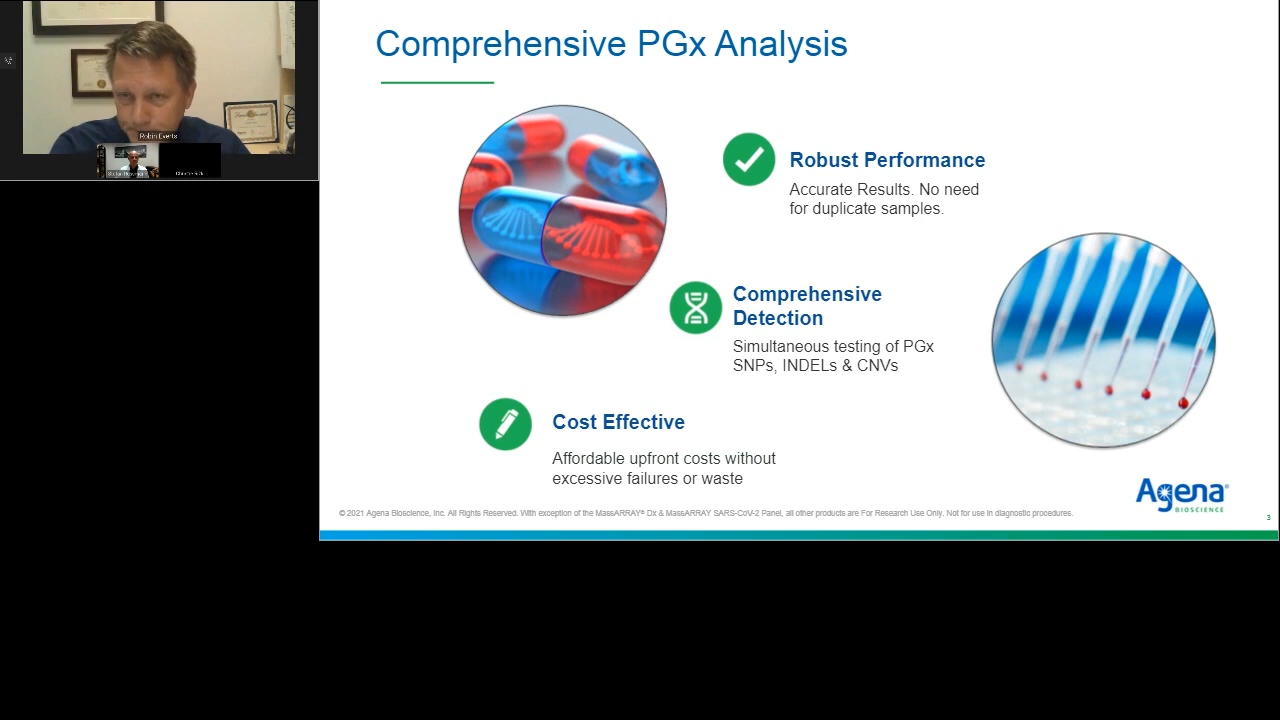 Robin Everts
Comprehensive PGx Analysis
Robust Performance
Accurate Results. No need
for duplicate samples.
Comprehensive
Detection
Simultaneous testing of PGx
SNPs, INDELs & CNVs
Cost Effective
Affordable upfront costs without
excessive failures or waste
Agena®
BIOSCIENCE
© 2021 Agena Bioscience, Inc. All Rights Reserved. With exception of the MassARRAY® Dx & MassARRAY SARS-CoV-2 Panel, all other products are For Research Use Only. Not for use in diagnostic procedures.
3